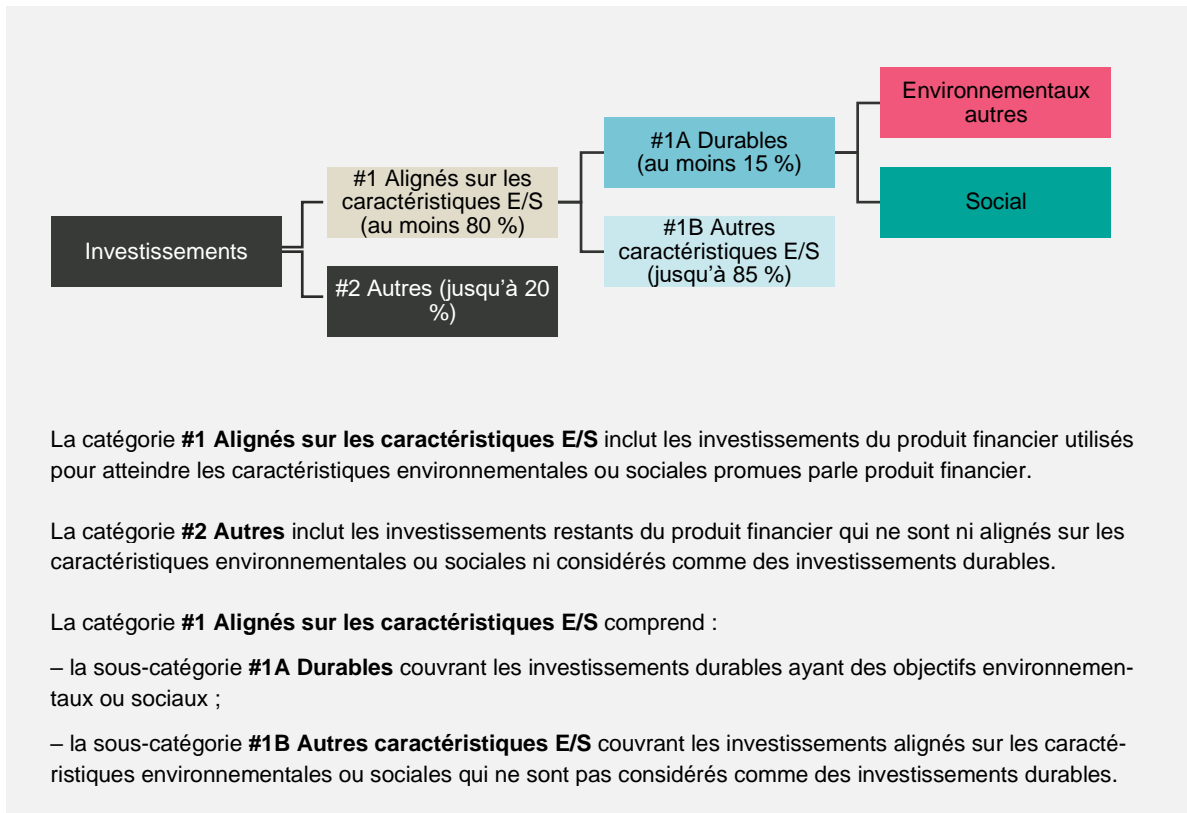 Investissements
#1 Alignés sur les
caractéristiques E/S
(au moins 80 %)
#2 Autres (jusqu'à 20
%)
#1A Durables
(au moins 15 %)
#1B Autres
caractéristiques E/S
(jusqu'à 85 %)
Environnementaux
autres
Social
La catégorie #1 Alignés sur les caractéristiques E/S inclut les investissements du produit financier utilisés
pour atteindre les caractéristiques environnementales ou sociales promues parle produit financier.
La catégorie #2 Autres inclut les investissements restants du produit financier qui ne sont ni alignés sur les
caractéristiques environnementales ou sociales ni considérés comme des investissements durables.
La catégorie #1 Alignés sur les caractéristiques E/S comprend :
– la sous-catégorie #1A Durables couvrant les investissements durables ayant des objectifs environnemen-
taux ou sociaux ;
– la sous-catégorie #1B Autres caractéristiques E/S couvrant les investissements alignés sur les caracté-
ristiques environnementales ou sociales qui ne sont pas considérés comme des investissements durables.